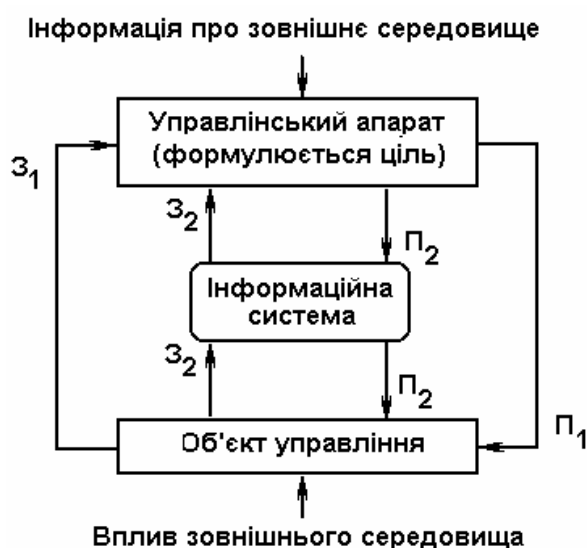 Інформація про зовнішнє середовище
Управлінський апарат
(формулюється ціль)
З1
З2
П2
Інформаційна
система
З2
П2
П1
Об'єкт управління
Вплив зовнішнього середовища